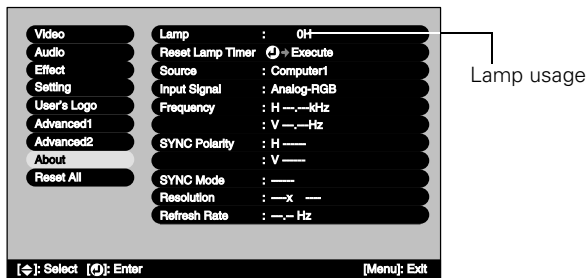 Video
Audio
Effect
Setting
User's Logo
Advanced1
Advanced2
About
Reset All
Lamp : 0H
Reset Lamp Timer Execute
Source : Computer1
Input Signal : Analog-RGB
Frequency : H ---.---kHz
: V ---.---Hz
SYNC Polarity : H ------
: V ------
SYNC Mode : ------
Resolution : ----x ----
Refresh Rate : ---.-- Hz
Lamp usage
[ ]: Select [ ]: Enter [Menu]: Exit